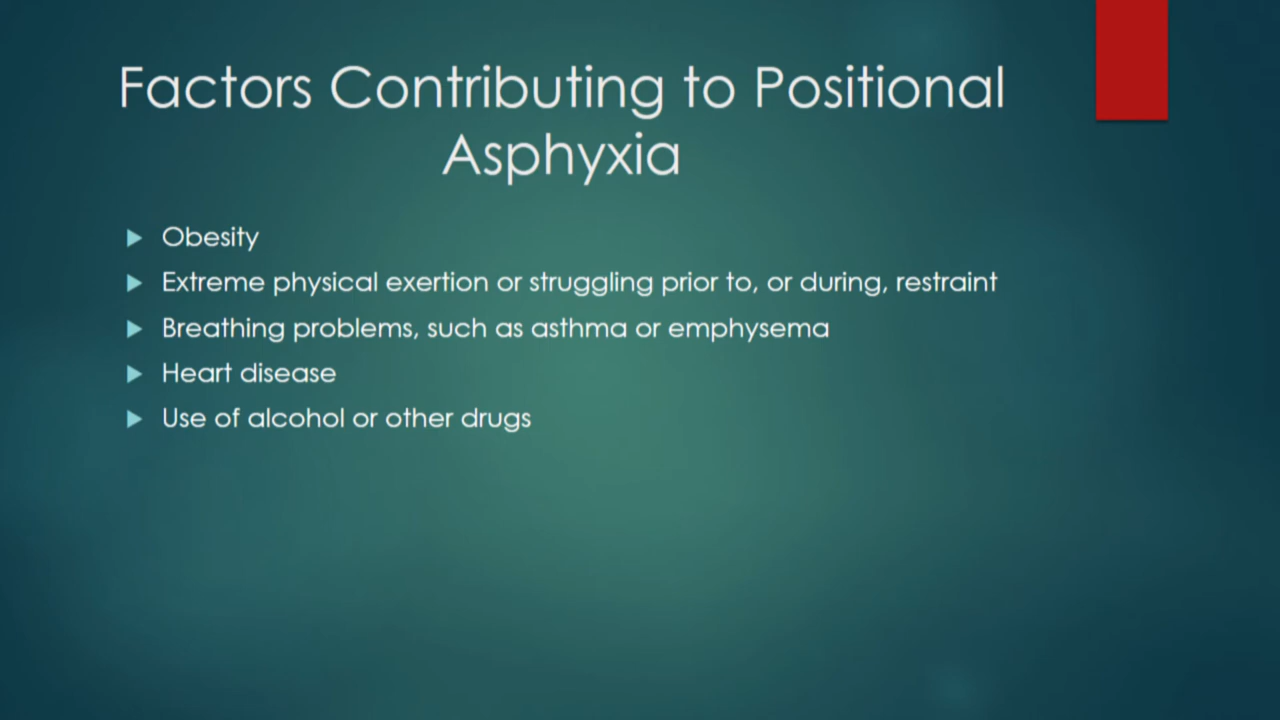 Factors Contributing to Positional
Asphyxia
Obesity
Extreme physical exertion or struggling prior to, or during, restraint
Breathing problems, such as asthma or emphysema
Heart disease
Use of alcohol or other drugs